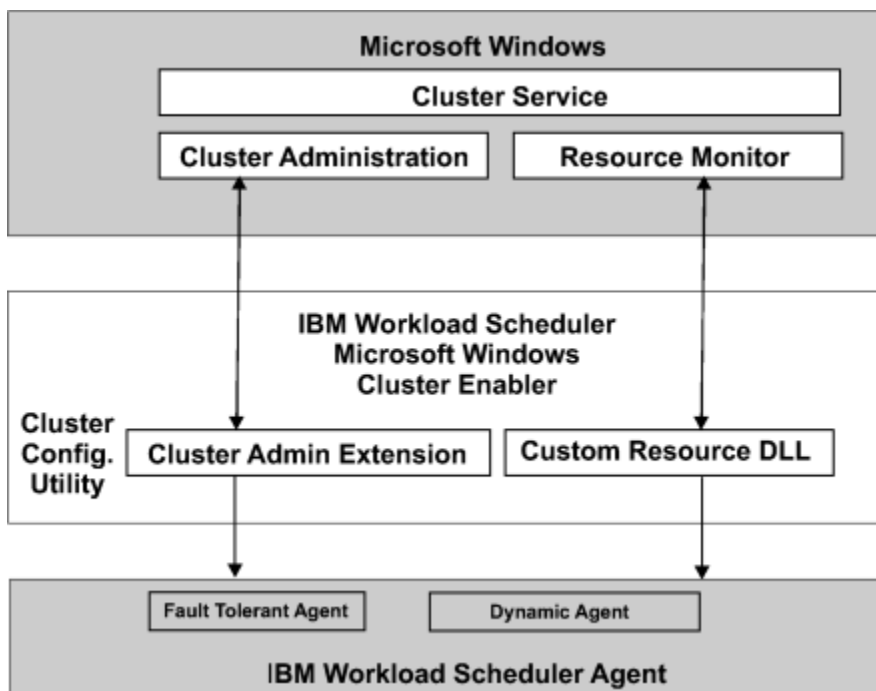 Microsoft Windows
Cluster Service
Cluster Administration
Resource Monitor
IBM Workload Scheduler
Microsoft Windows
Cluster Enabler
Cluster
Config.
Utility
Cluster Admin Extension
Custom Resource DLL
Fault Tolerant Agent
Dynamic Agent
IBM Workload Scheduler Agent